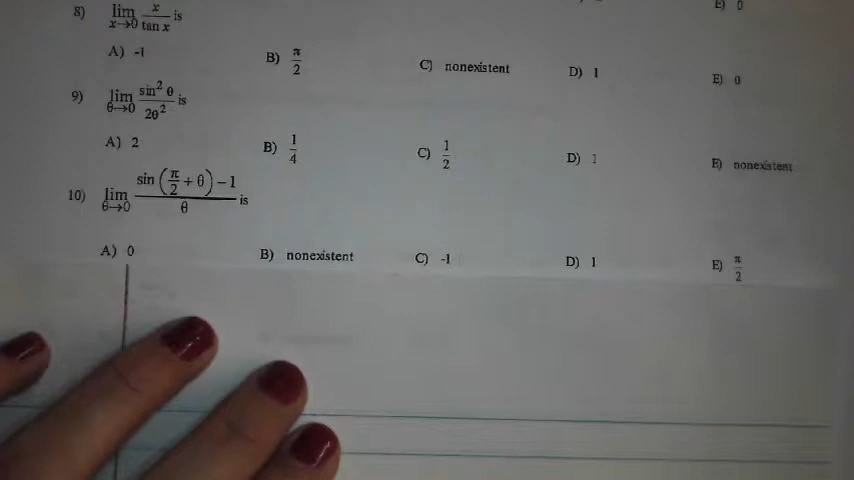 E) 0
8) lim x→0 x/tan x is
A) -1 B) π/2 C) nonexistent D) 1 E) 0
9) lim θ→0 sin² θ/2θ² is
A) 2 B) 1/4 C) 1/2 D) 1 E) nonexistent
10) lim θ→0 sin (π/2 + θ) – 1/θ is
A) 0 B) nonexistent C) -1 D) 1 E) π/2